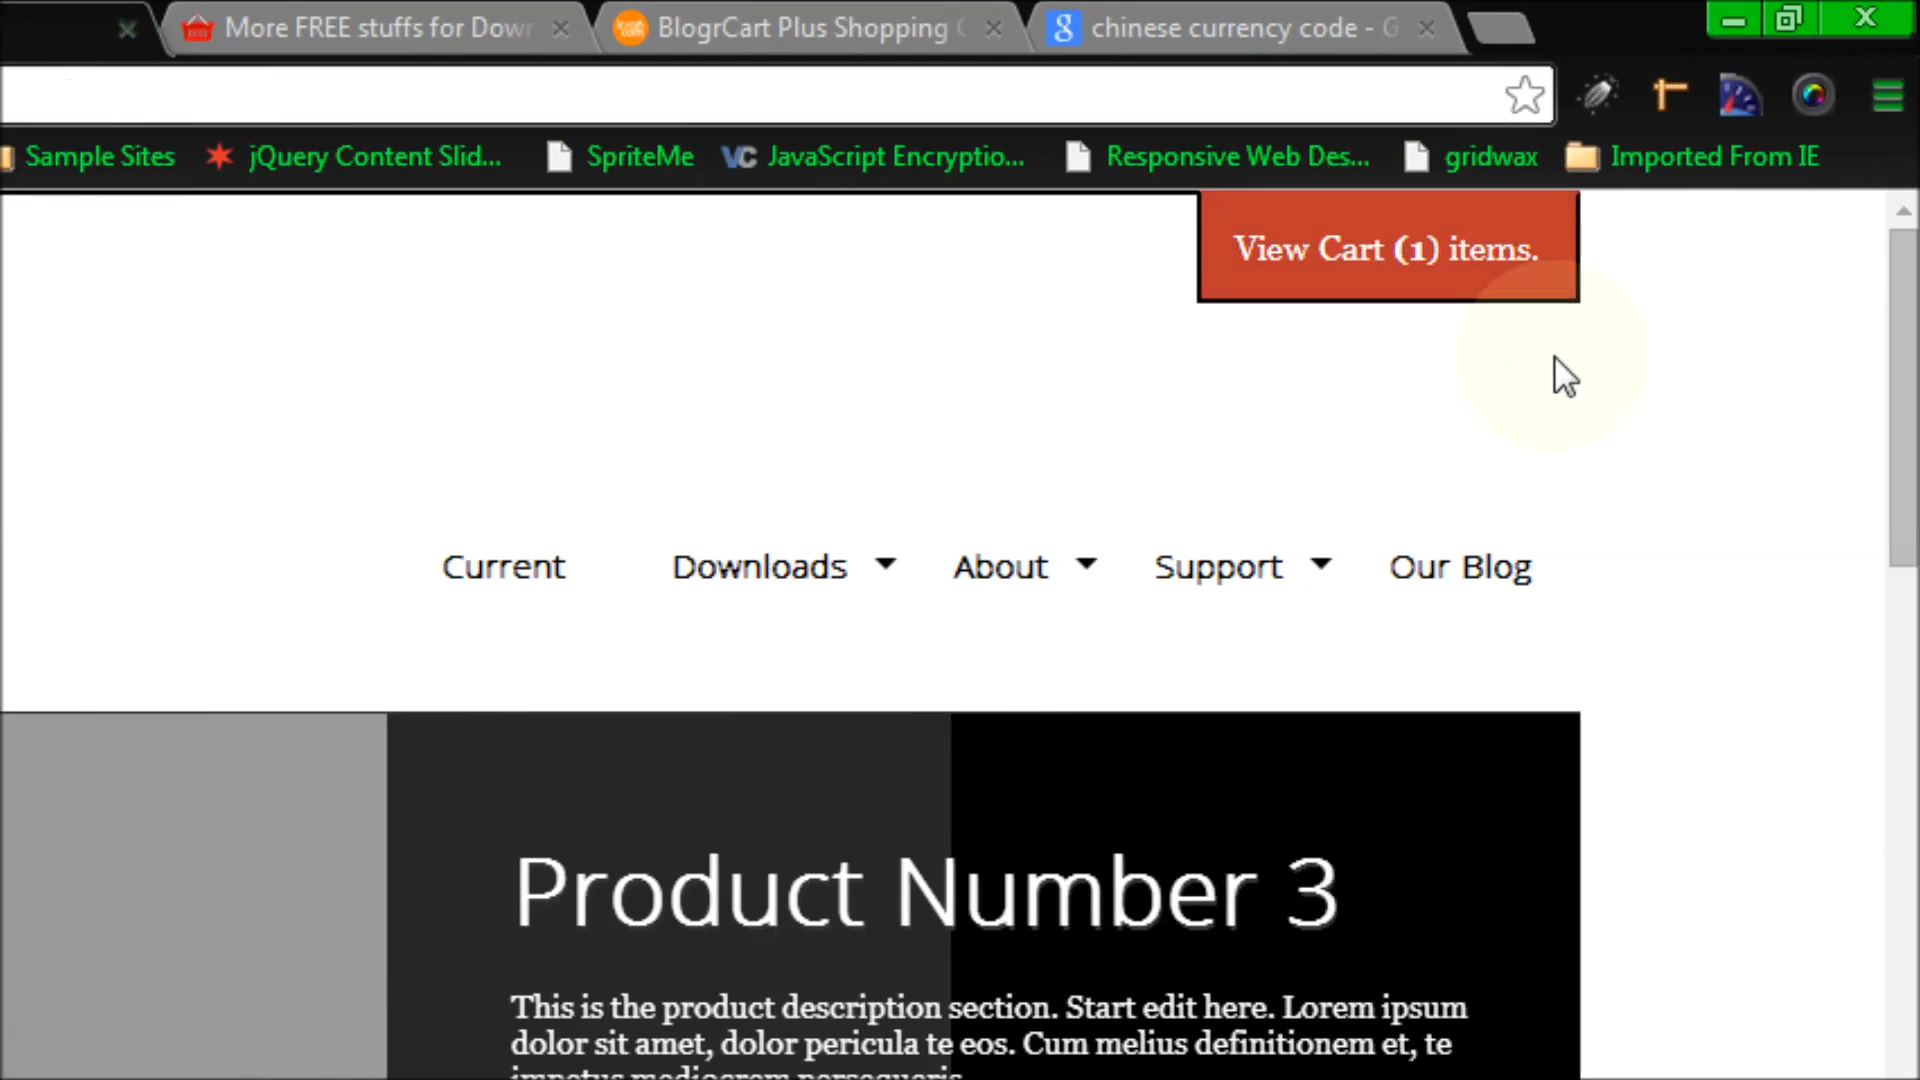 More FREE stuffs for Dow
BlogrCart Plus Shopping
chinese currency code - G
Sample Sites
jQuery Content Slid...
SpriteMe
VC JavaScript Encryptio...
Responsive Web Des...
gridwax
Imported From IE
View Cart (1) items.
Current
Downloads
About
Support
Our Blog
Product Number 3
This is the product description section. Start edit here. Lorem ipsum
dolor sit amet, dolor pericula te eos. Cum melius definitionem et, te